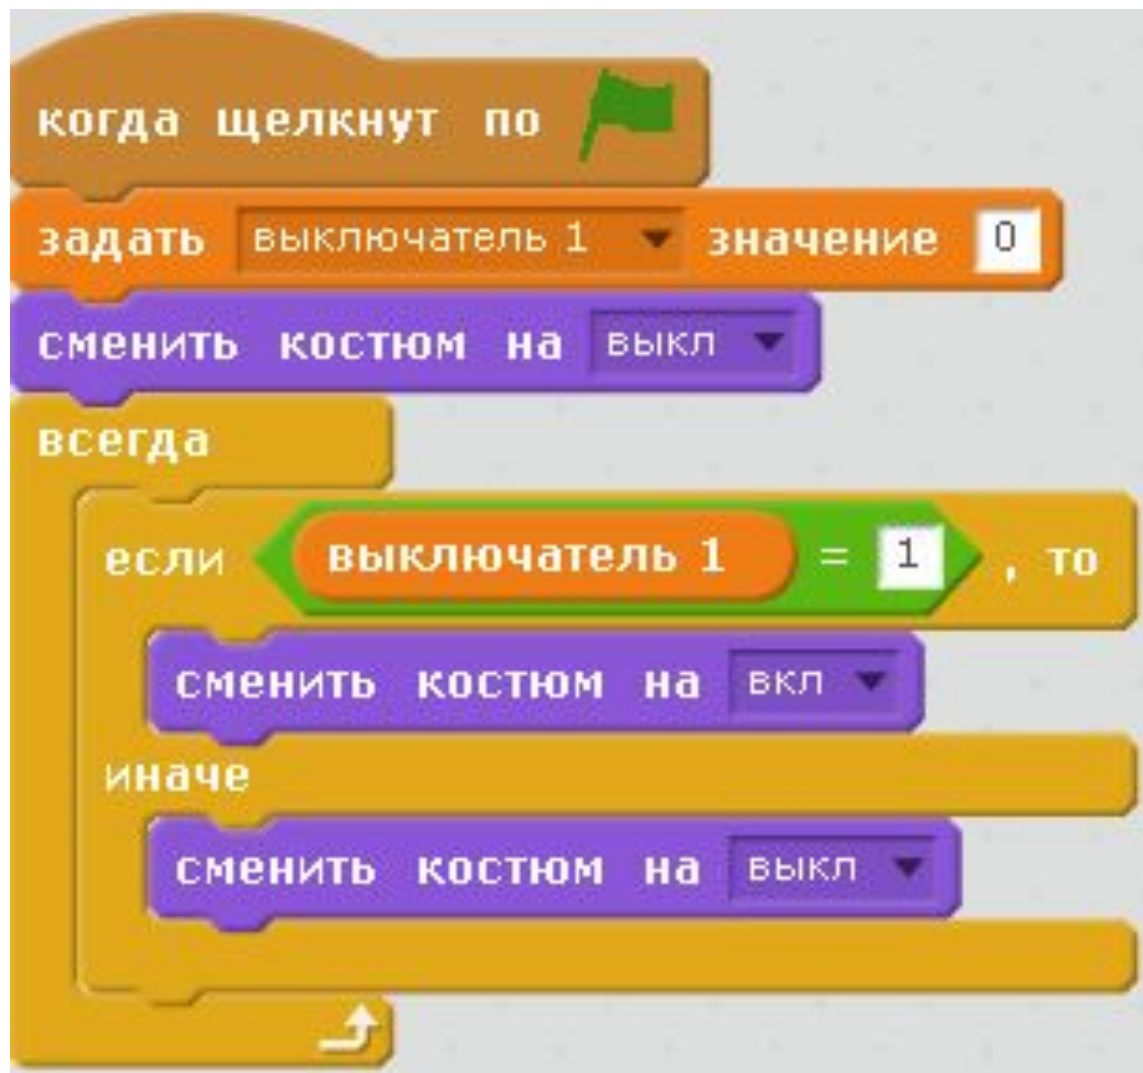 когда щелкнут по
задать выключатель 1 значение 0
сменить костюм на выкл
всегда
если выключатель 1 = 1 , то
сменить костюм на вкл
иначе
сменить костюм на выкл